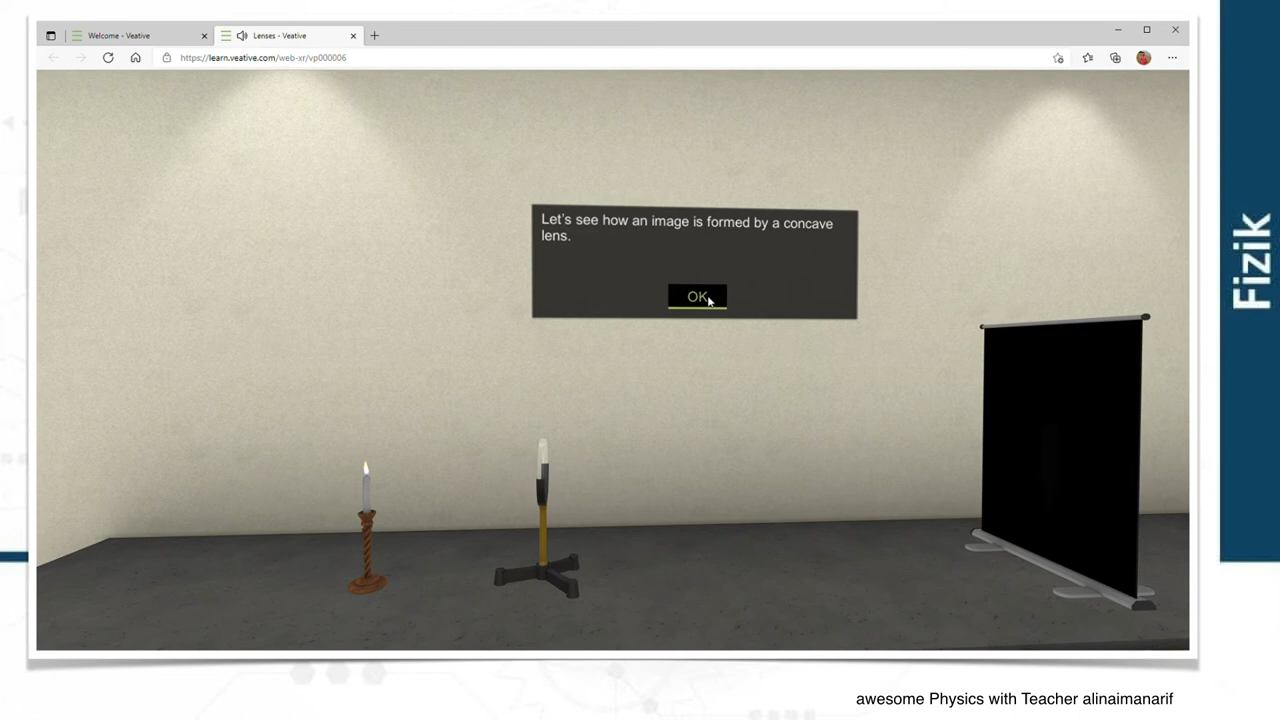 Welcome - Veative
Lenses - Veative
https://learn.veative.com/web-xr/vp000006
Let's see how an image is formed by a concave
lens.
OK
Fizik
awesome Physics with Teacher alinaimanarif